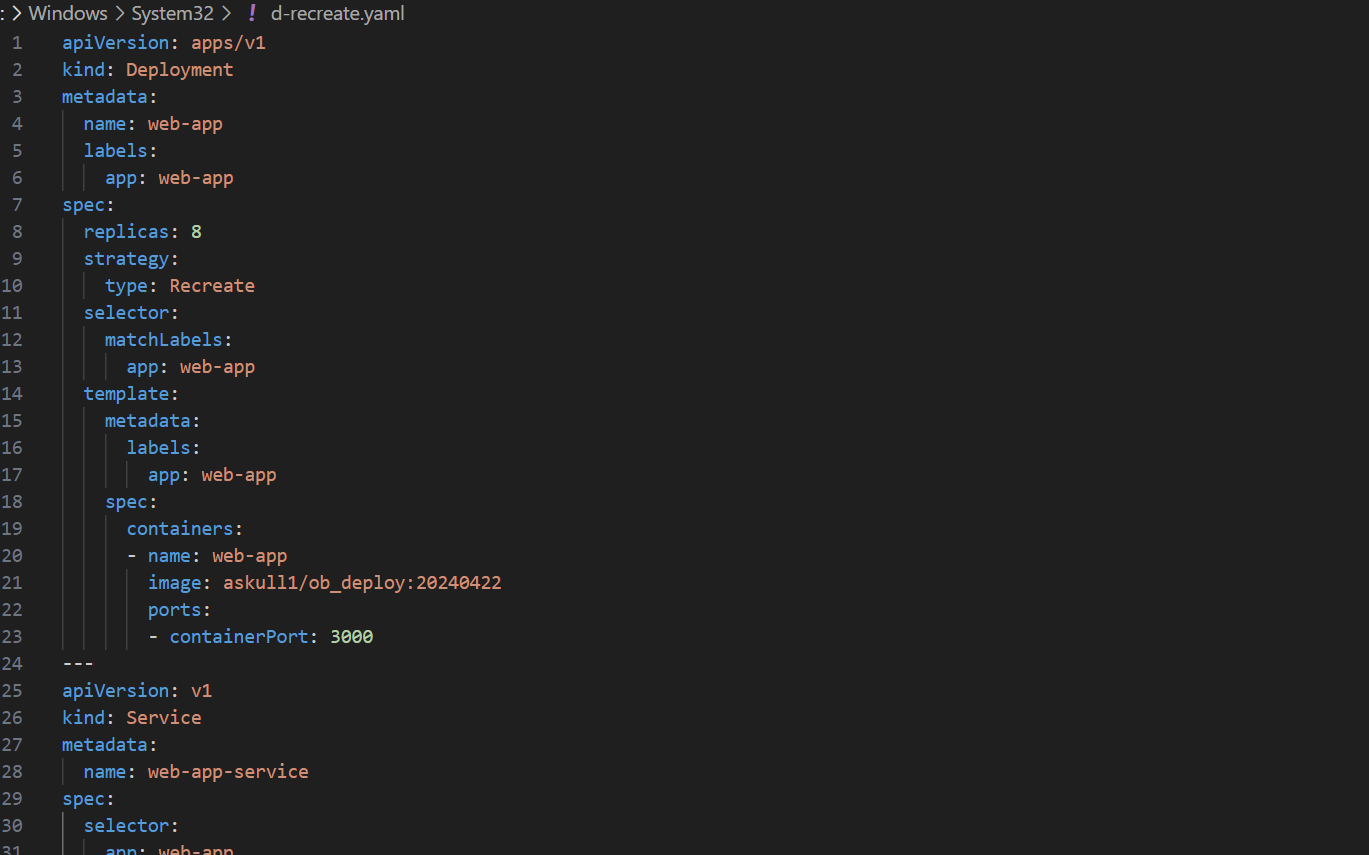 : > Windows > System32 > ! d-recreate.yaml
1 apiVersion: apps/v1
2 kind: Deployment
3 metadata:
4   name: web-app
5   labels:
6     app: web-app
7 spec:
8   replicas: 8
9   strategy:
10     type: Recreate
11   selector:
12     matchLabels:
13       app: web-app
14   template:
15     metadata:
16       labels:
17         app: web-app
18     spec:
19       containers:
20       - name: web-app
21         image: askull1/ob_deploy:20240422
22         ports:
23         - containerPort: 3000
24 ---
25 apiVersion: v1
26 kind: Service
27 metadata:
28   name: web-app-service
29 spec:
30   selector:
31     app: web-app